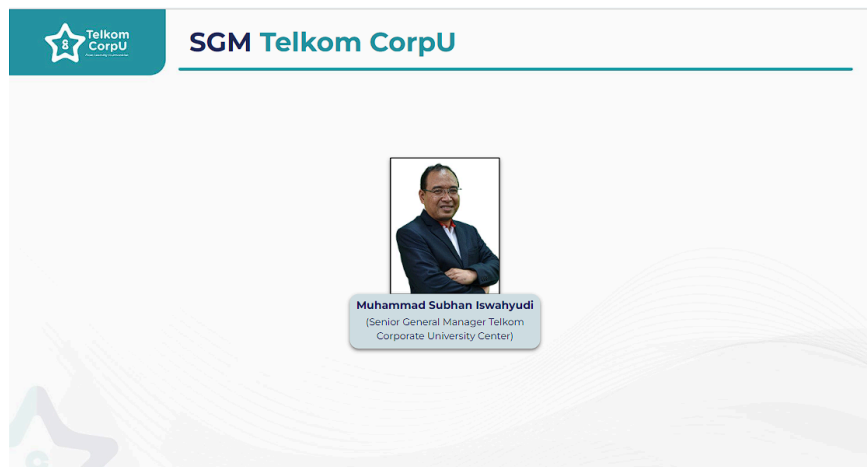 Telkom
CorpU
SGM Telkom CorpU
Muhammad Subhan Iswahyudi
(Senior General Manager Telkom
Corporate University Center)